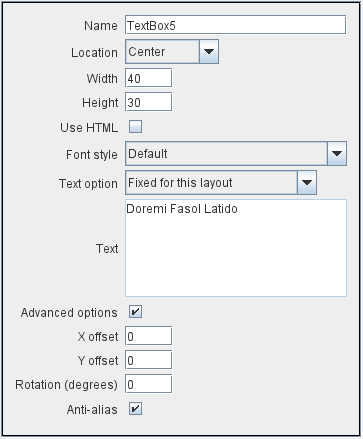 Name TextBox5
Location Center
Width 40
Height 30
Use HTML
Font style Default
Text option Fixed for this layout
Text Doremi Fasol Latido
Advanced options
X offset 0
Y offset 0
Rotation (degrees) 0
Anti-alias